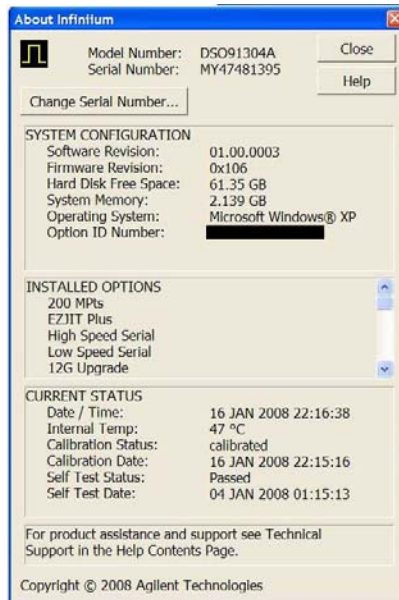 About Infiniium
Model Number: DSO91304A
Serial Number: MY47481395
Close
Help
Change Serial Number...
SYSTEM CONFIGURATION
Software Revision: 01.00.0003
Firmware Revision: 0x106
Hard Disk Free Space: 61.35 GB
System Memory: 2.139 GB
Operating System: Microsoft Windows® XP
Option ID Number:
INSTALLED OPTIONS
200 MPts
EZJIT Plus
High Speed Serial
Low Speed Serial
12G Upgrade
CURRENT STATUS
Date / Time: 16 JAN 2008 22:16:38
Internal Temp: 47 °C
Calibration Status: calibrated
Calibration Date: 16 JAN 2008 22:15:16
Self Test Status: Passed
Self Test Date: 04 JAN 2008 01:15:13
For product assistance and support see Technical
Support in the Help Contents Page.
Copyright © 2008 Agilent Technologies